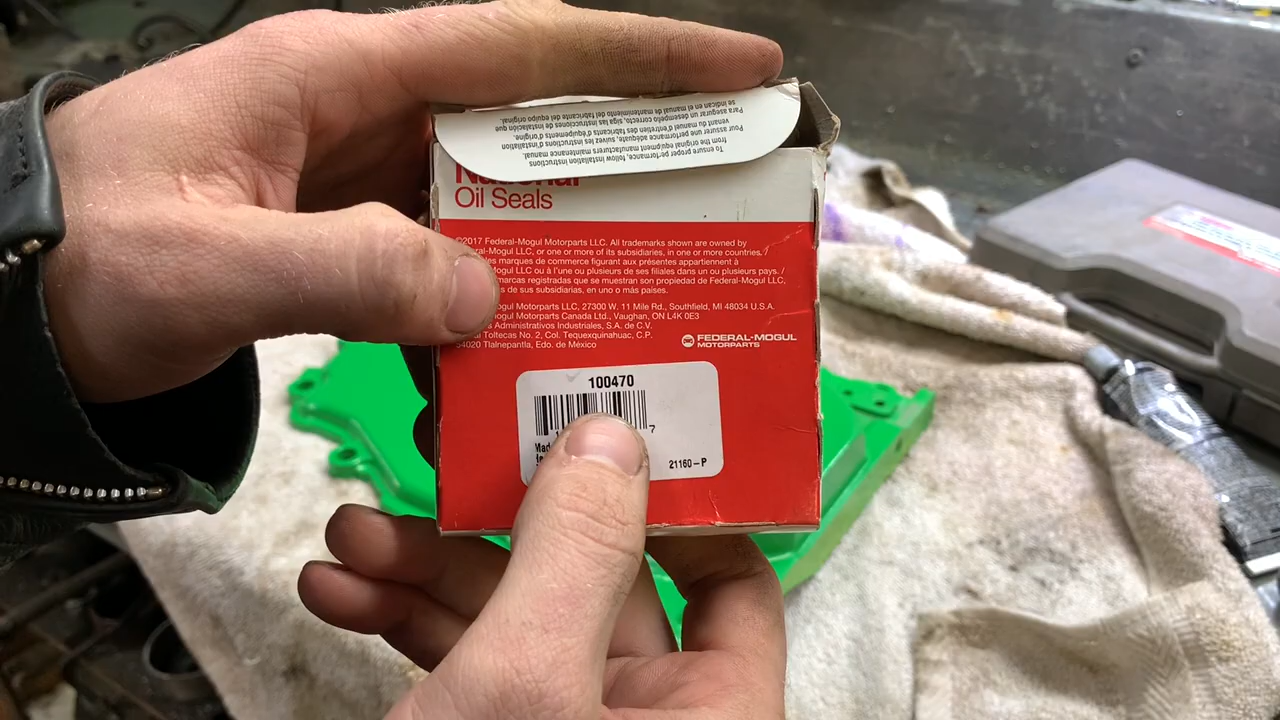 To ensure proper performance, follow installation instructions
from the original equipment manufacturers maintenance manual.
Pour assurer une performance adéquate, suivez les instructions d'installation
venant du manuel d'entretien des fabricants d'équipements d'origine.
Para asegurar un desempeño correcto, siga las instrucciones de instalación que
se indican en el manual de mantenimiento del fabricante del equipo original.
National
Oil Seals
©2017 Federal-Mogul Motorparts LLC. All trademarks shown are owned by
LLC, or one or more of its subsidiaries, in one or more countries. /
les marques de commerce figurant aux présentes appartiennent à
LLC ou à l'une ou plusieurs de ses filiales dans un ou plusieurs pays. /
marcas registradas que se muestran son propiedad de Federal-Mogul LLC,
de sus subsidiarias, en uno o más países.
Motorparts LLC, 27300 W. 11 Mile Rd., Southfield, MI 48034 U.S.A.
Motorparts Canada Ltd., Vaughan, ON L4K 0E3
Administrativos Industriales, S.A. de C.V.
Toltecas No. 2, Col. Tequexquinahuac, C.P.
54020 Tlalnepantla, Edo. de México
FEDERAL-MOGUL
MOTORPARTS
100470
7
21160-P